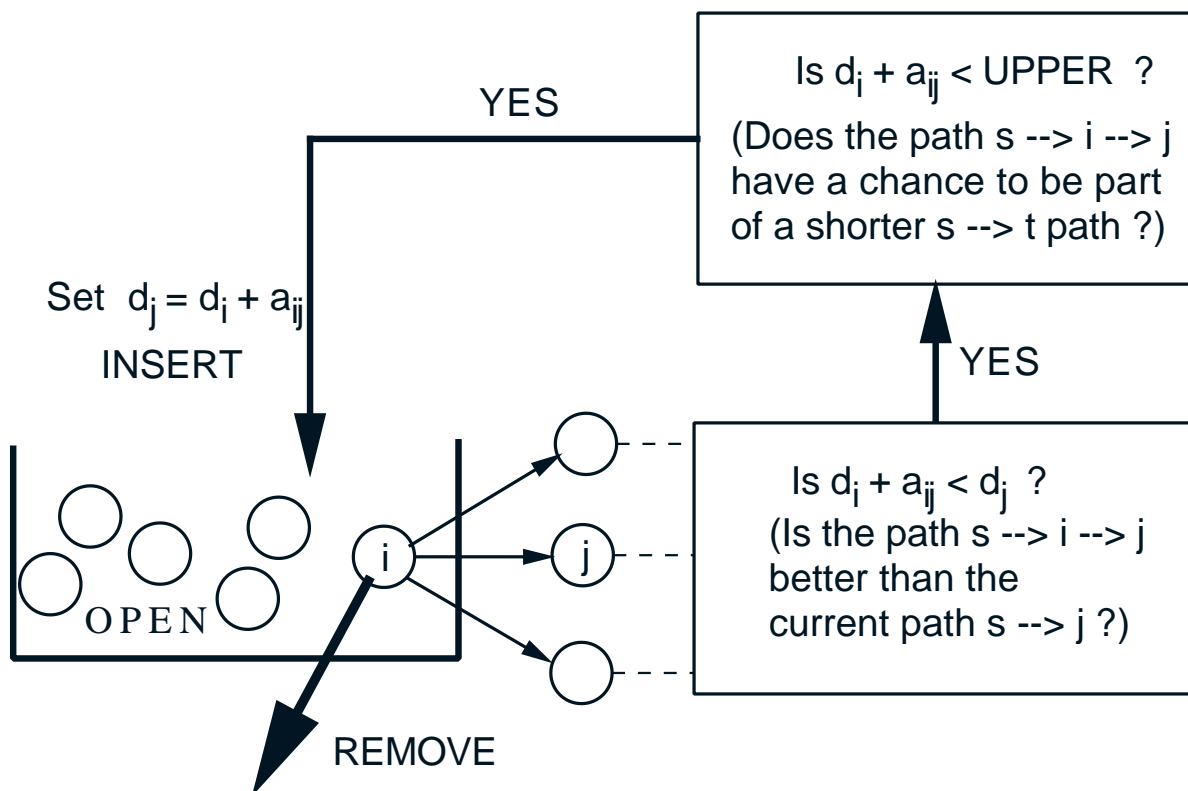 YES
Is d_i + a_ij < UPPER ?
(Does the path s --> i --> j
have a chance to be part
of a shorter s --> t path ?)
Set d_j = d_i + a_ij
INSERT
YES
i
j
OPEN
Is d_i + a_ij < d_j ?
(Is the path s --> i --> j
better than the
current path s --> j ?)
REMOVE